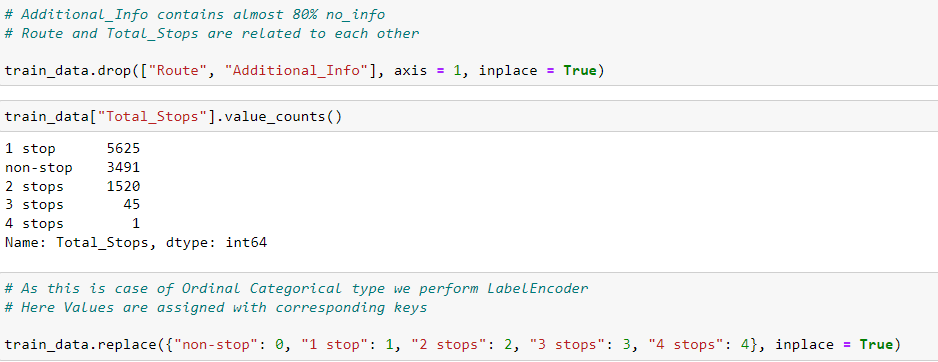 # Additional_Info contains almost 80% no_info
# Route and Total_Stops are related to each other
train_data.drop(["Route", "Additional_Info"], axis = 1, inplace = True)
train_data["Total_Stops"].value_counts()
1 stop      5625
non-stop    3491
2 stops     1520
3 stops       45
4 stops        1
Name: Total_Stops, dtype: int64
# As this is case of Ordinal Categorical type we perform LabelEncoder
# Here Values are assigned with corresponding keys
train_data.replace({"non-stop": 0, "1 stop": 1, "2 stops": 2, "3 stops": 3, "4 stops": 4}, inplace = True)